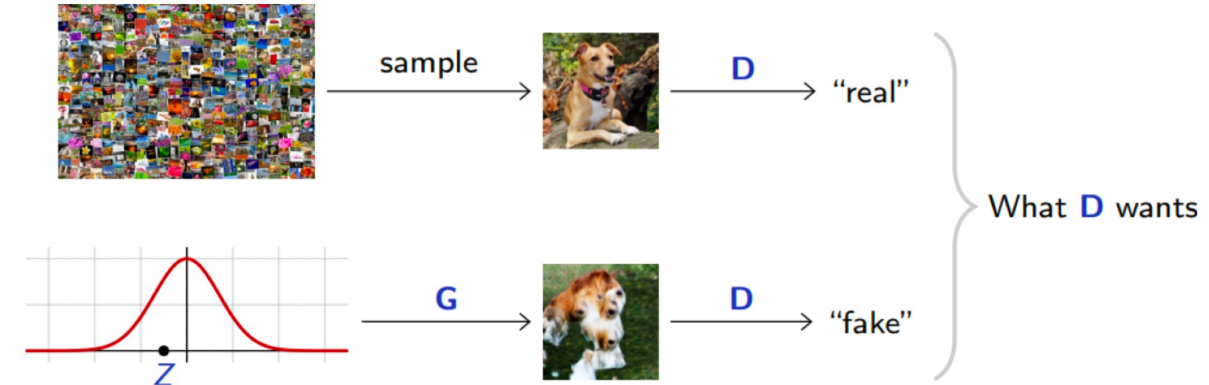 sample
D
“real”
What D wants
G
D
“fake”
Z